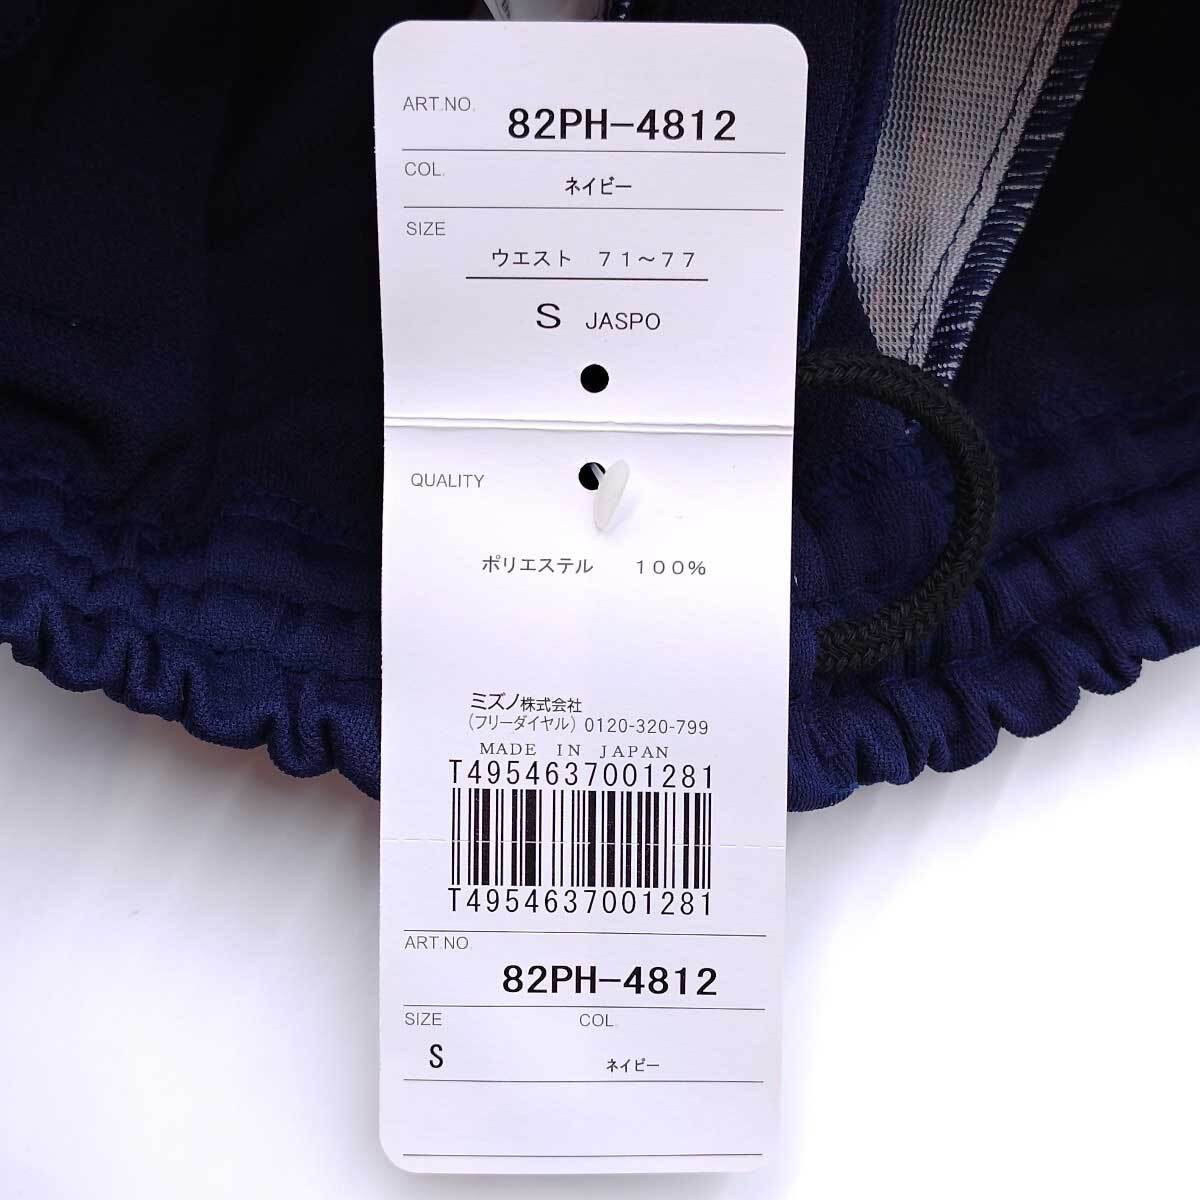 ART.NO.
82PH-4812
COL.
ネイビー
SIZE
ウエスト ７１～７７
S JASPO
QUALITY
ポリエステル １００％
ミズノ株式会社
(フリーダイヤル) 0120-320-799
MADE IN JAPAN
T4954637001281
T4954637001281
ART.NO.
82PH-4812
SIZE COL.
S ネイビー